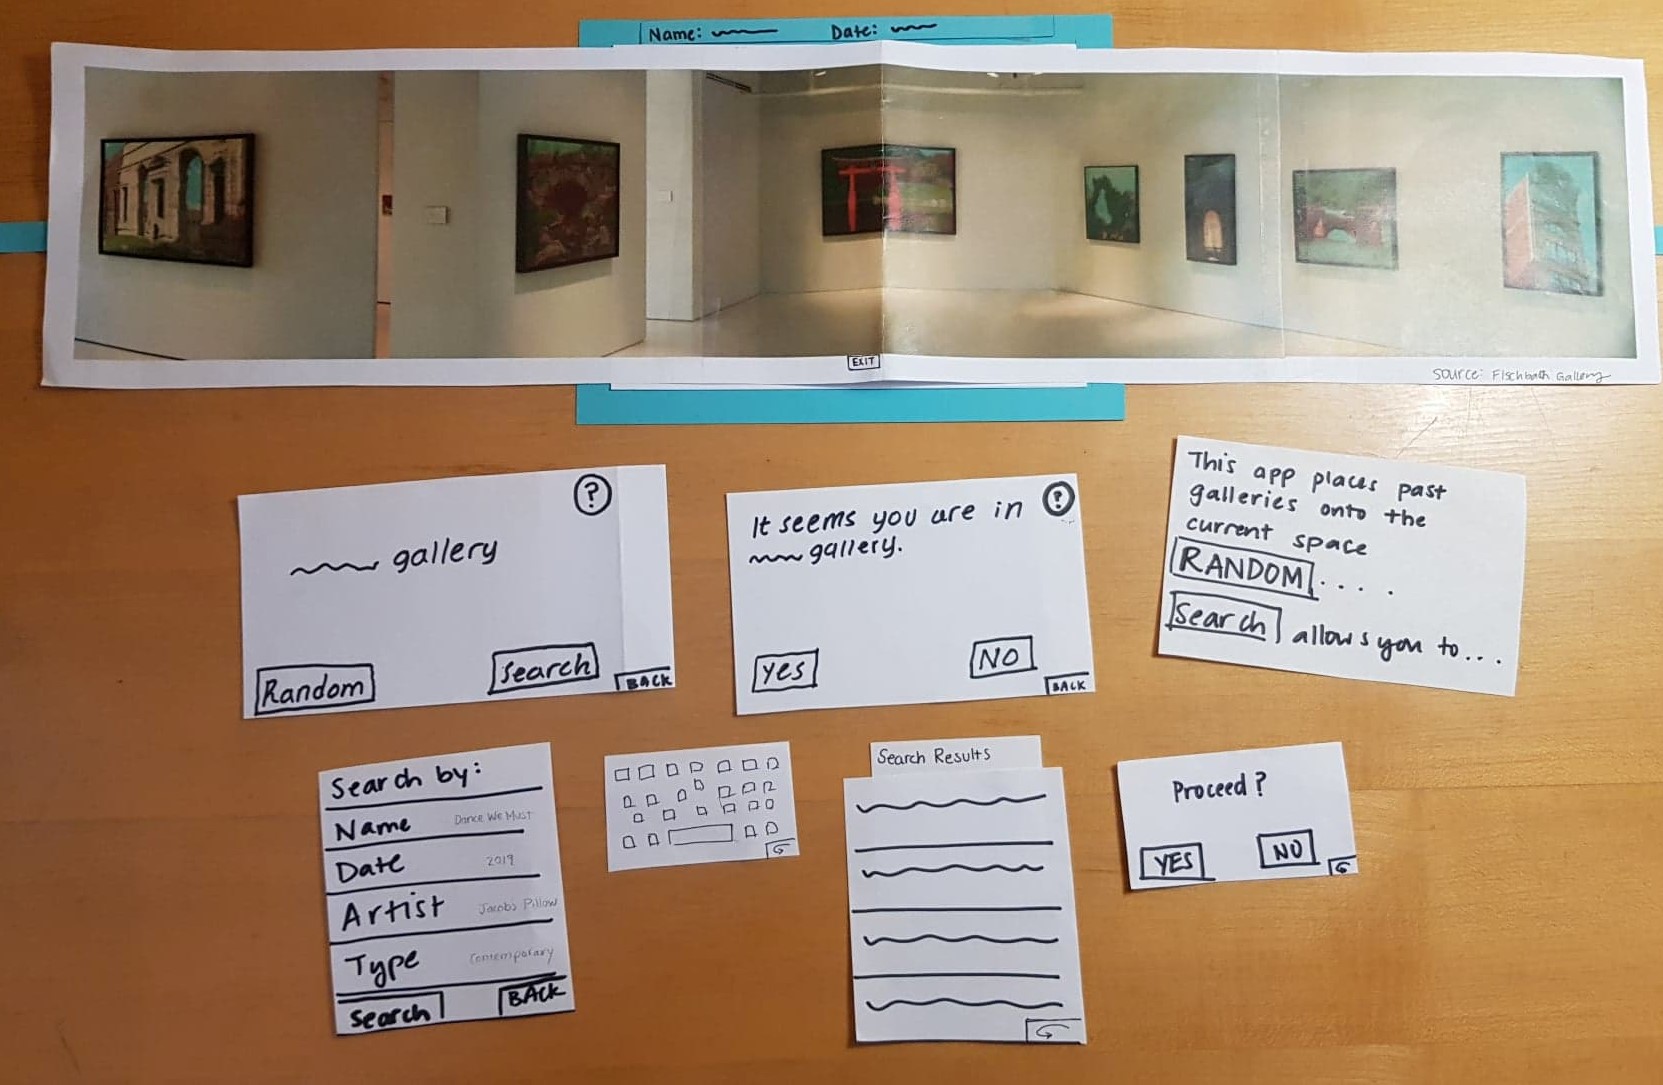 Name: Date:
EXIT
Source: Fischbach Gallery
?
gallery
Random
Search
BACK
It seems you are in
gallery.
?
Yes
NO
BACK
This app places past
galleries onto the
current space
RANDOM . . . . .
Search allows you to...
Search by:
Name Dance We Must
Date 2019
Artist Jacobs Pillow
Type Contemporary
Search
BACK
Search Results
Proceed?
YES
NO